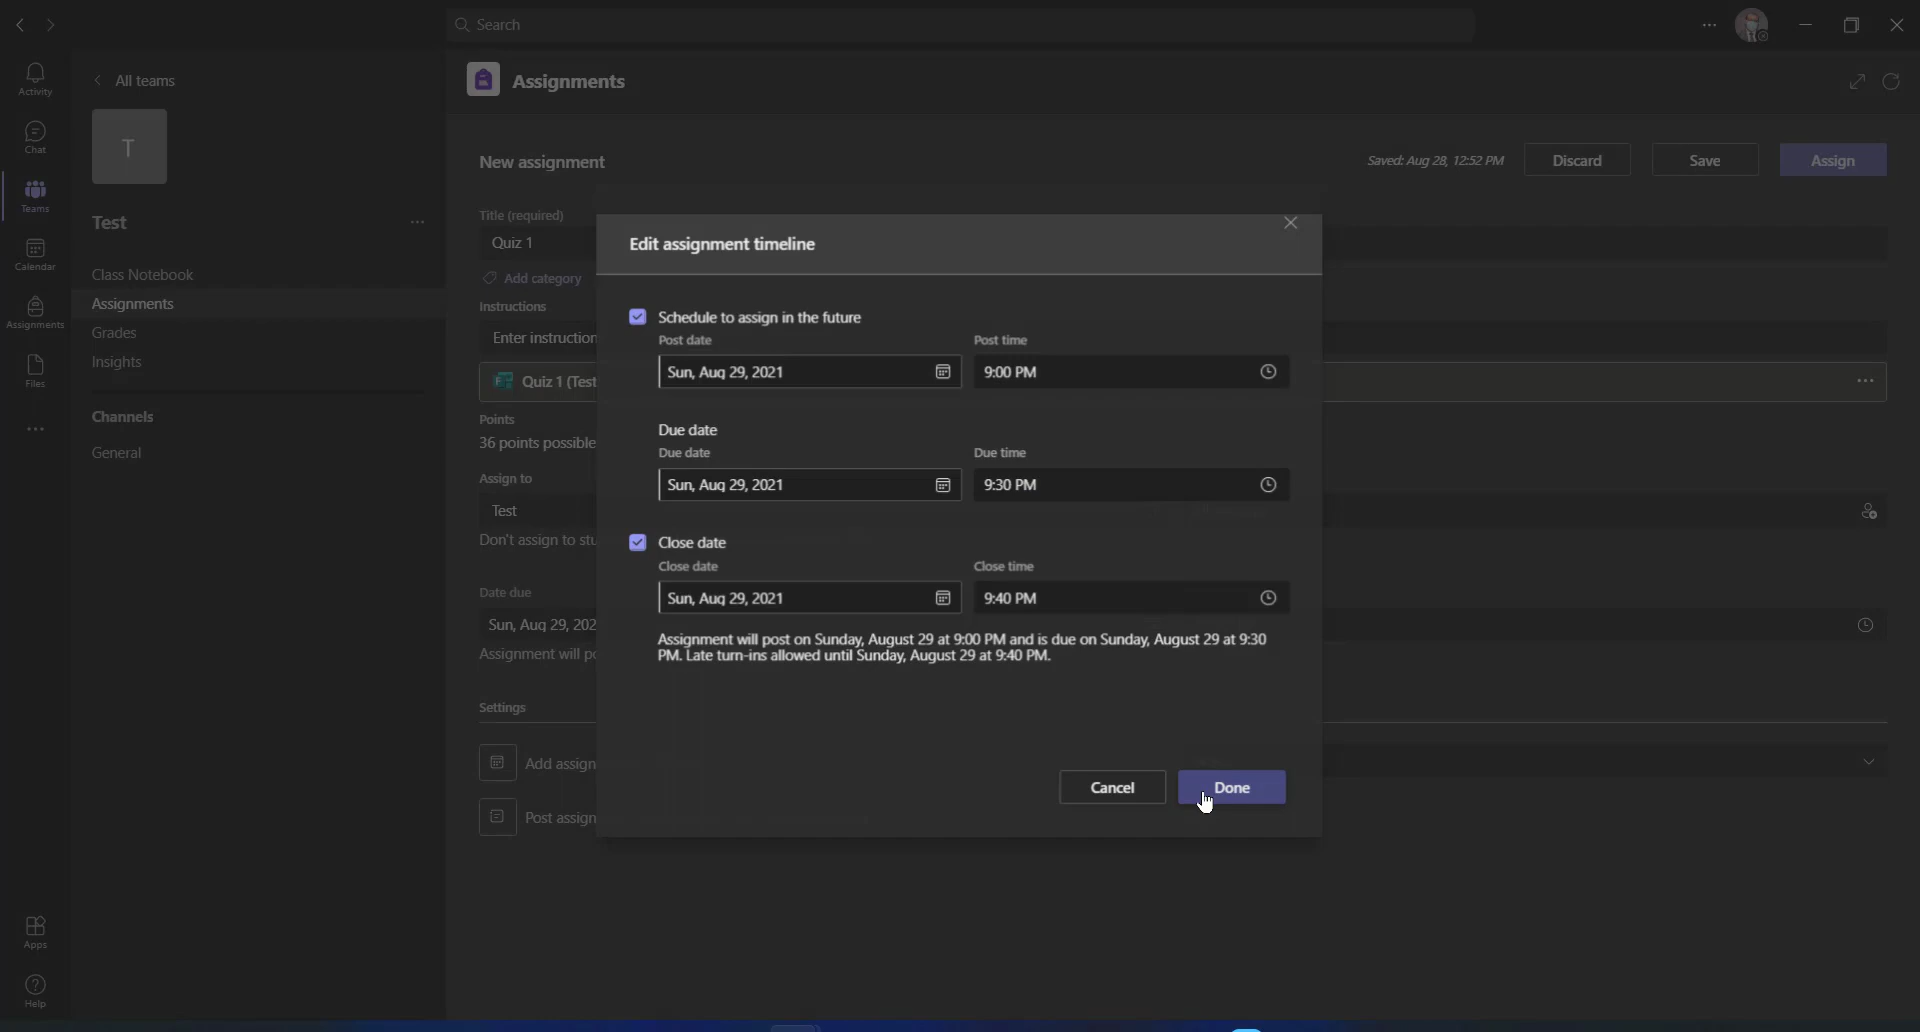 Search
Activity
Chat
Teams
Calendar
Assignments
Files
Apps
Help
All teams
T
Test
Class Notebook
Assignments
Grades
Insights
Channels
General
Assignments
New assignment
Saved: Aug 28, 12:52 PM
Discard
Save
Assign
Title (required)
Quiz 1
Add category
Instructions
Enter instruction
Quiz 1 (Test
Points
36 points possible
Assign to
Test
Don't assign to stu
Date due
Sun, Aug 29, 202
Assignment will po
Settings
Add assign
Post assign
Edit assignment timeline
Schedule to assign in the future
Post date
Post time
Sun, Aug 29, 2021
9:00 PM
Due date
Due date
Due time
Sun, Aug 29, 2021
9:30 PM
Close date
Close date
Close time
Sun, Aug 29, 2021
9:40 PM
Assignment will post on Sunday, August 29 at 9:00 PM and is due on Sunday, August 29 at 9:30
PM. Late turn-ins allowed until Sunday, August 29 at 9:40 PM.
Cancel
Done